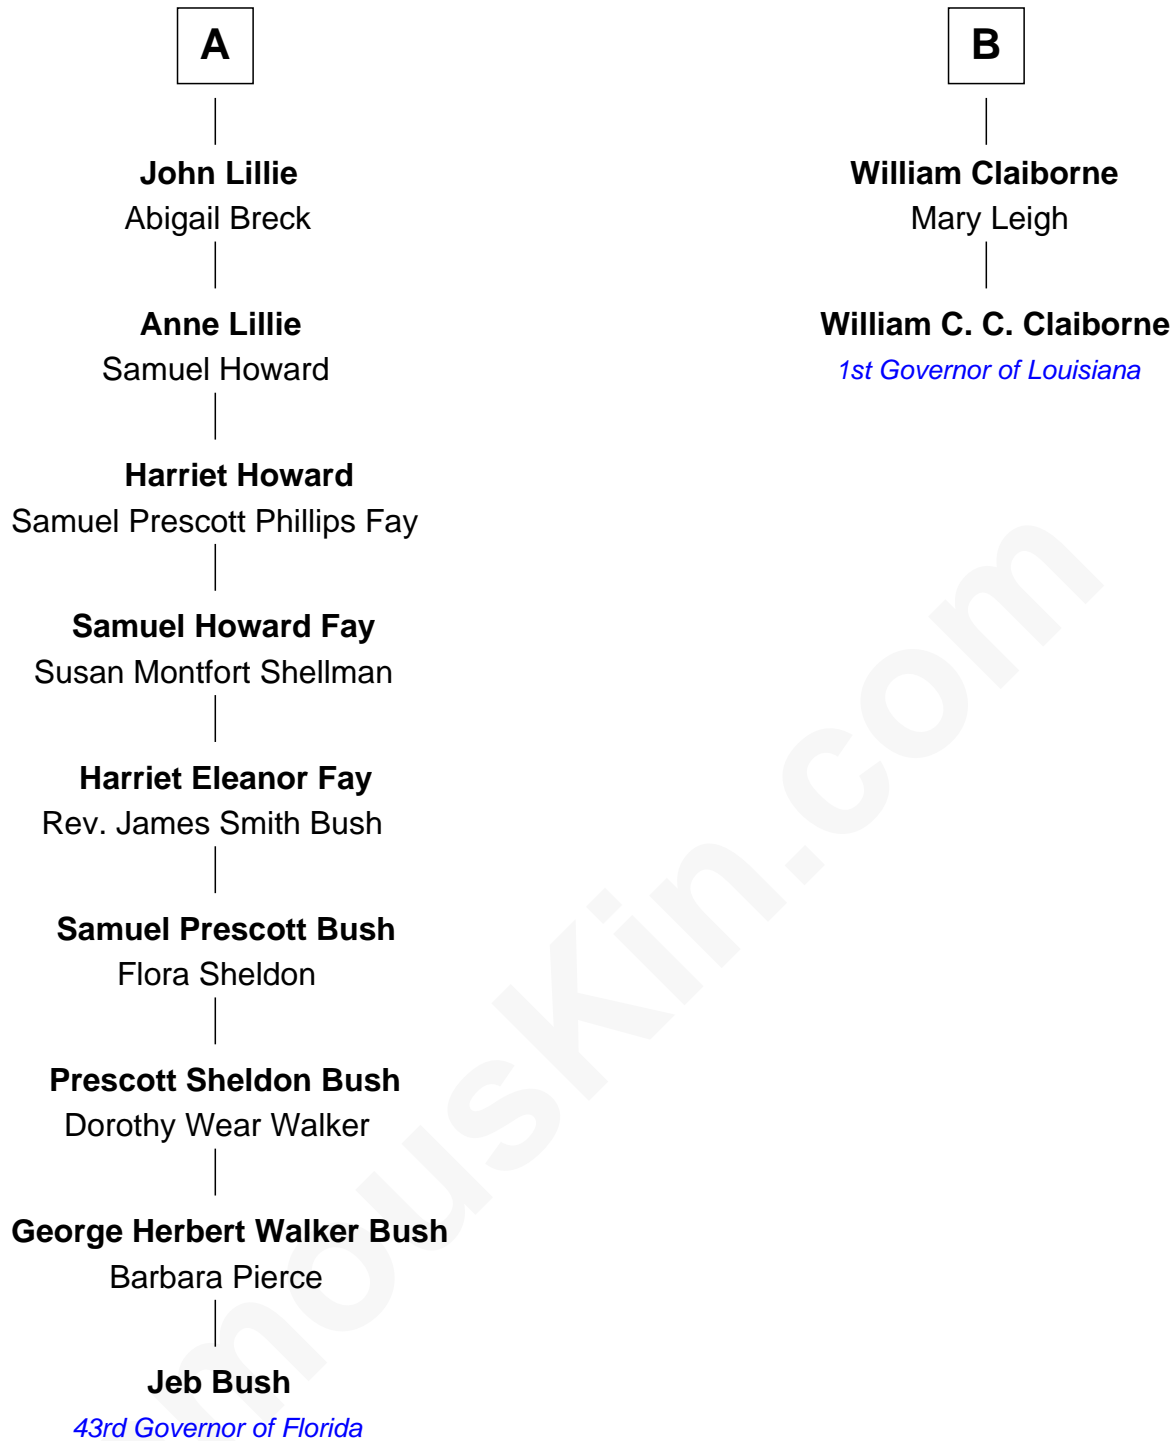 A
John Lillie
Abigail Breck
Anne Lillie
Samuel Howard
Harriet Howard
Samuel Prescott Phillips Fay
Samuel Howard Fay
Susan Montfort Shellman
Harriet Eleanor Fay
Rev. James Smith Bush
Samuel Prescott Bush
Flora Sheldon
Prescott Sheldon Bush
Dorothy Wear Walker
George Herbert Walker Bush
Barbara Pierce
Jeb Bush
43rd Governor of Florida
B
William Claiborne
Mary Leigh
William C. C. Claiborne
1st Governor of Louisiana
mousKin.com